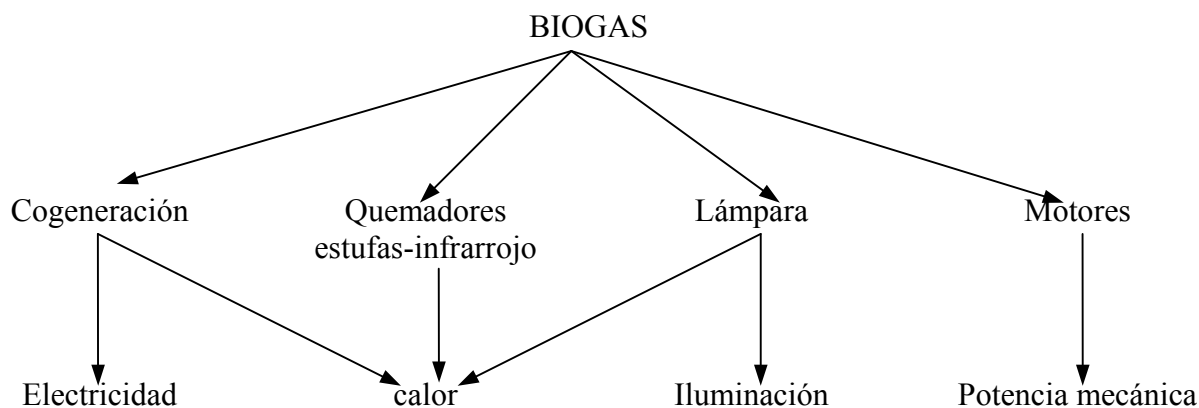 BIOGAS
Cogeneración
Quemadores
estufas-infrarrojo
Lámpara
Motores
Electricidad
calor
Iluminación
Potencia mecánica